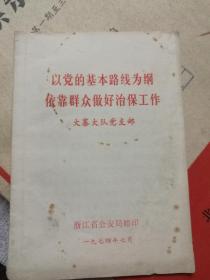 以党的基本路线为纲
依靠群众做好治保工作
大寨大队党支部
浙江省公安局翻印
一九七四年七月